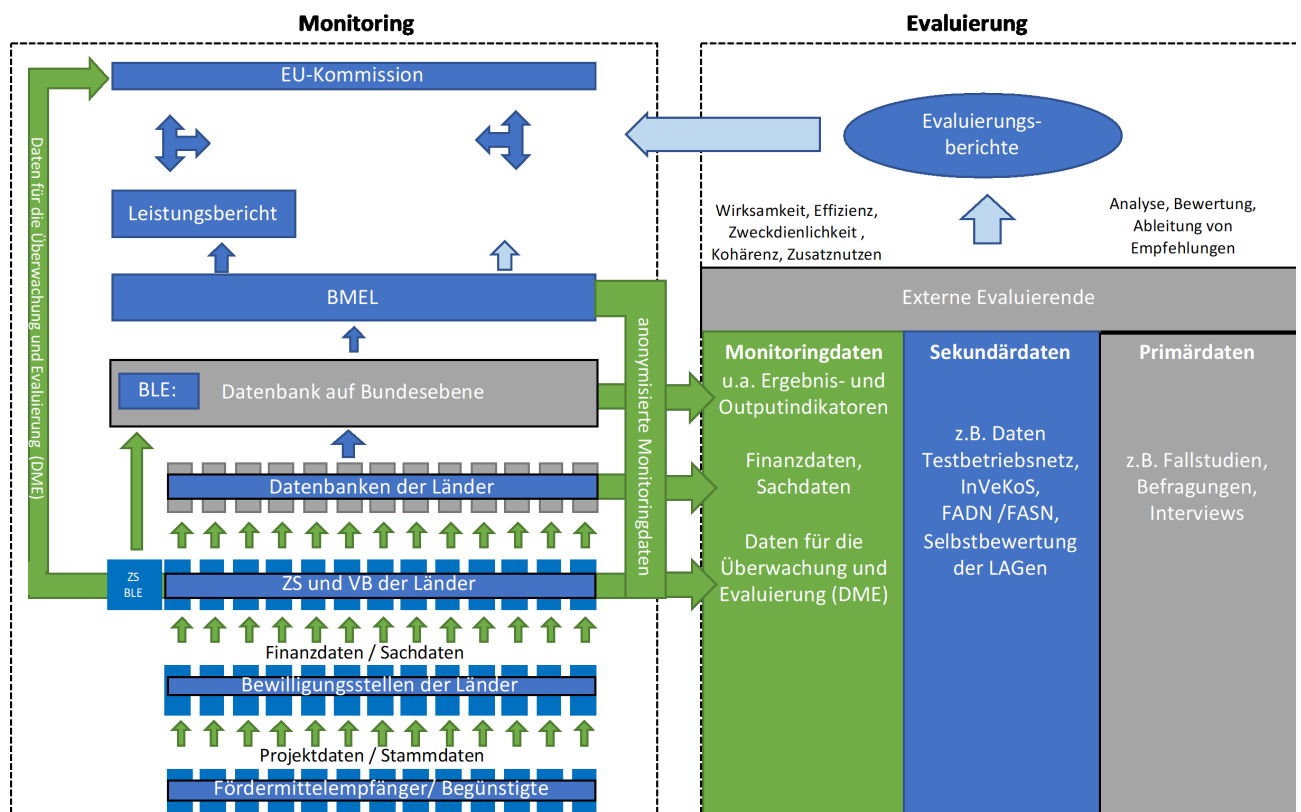 Monitoring
EU-Kommission
Daten für die Überwachung und Evaluierung (DME)
Leistungsbericht
BMEL
BLE:
Datenbank auf Bundesebene
Datenbanken der Länder
ZS
BLE
ZS und VB der Länder
Finanzdaten / Sachdaten
Bewilligungsstellen der Länder
Projektdaten / Stammdaten
Fördermittelempfänger/ Begünstigte
anonymisierte Monitoringdaten
Evaluierung
Evaluierungs-
berichte
Wirksamkeit, Effizienz,
Zweckdienlichkeit ,
Kohärenz, Zusatznutzen
Analyse, Bewertung,
Ableitung von
Empfehlungen
Externe Evaluierende
Monitoringdaten
u.a. Ergebnis- und
Outputindikatoren
Finanzdaten,
Sachdaten
Daten für die
Überwachung und
Evaluierung (DME)
Sekundärdaten
z.B. Daten
Testbetriebsnetz,
InVeKoS,
FADN /FASN,
Selbstbewertung
der LAGen
Primärdaten
z.B. Fallstudien,
Befragungen,
Interviews